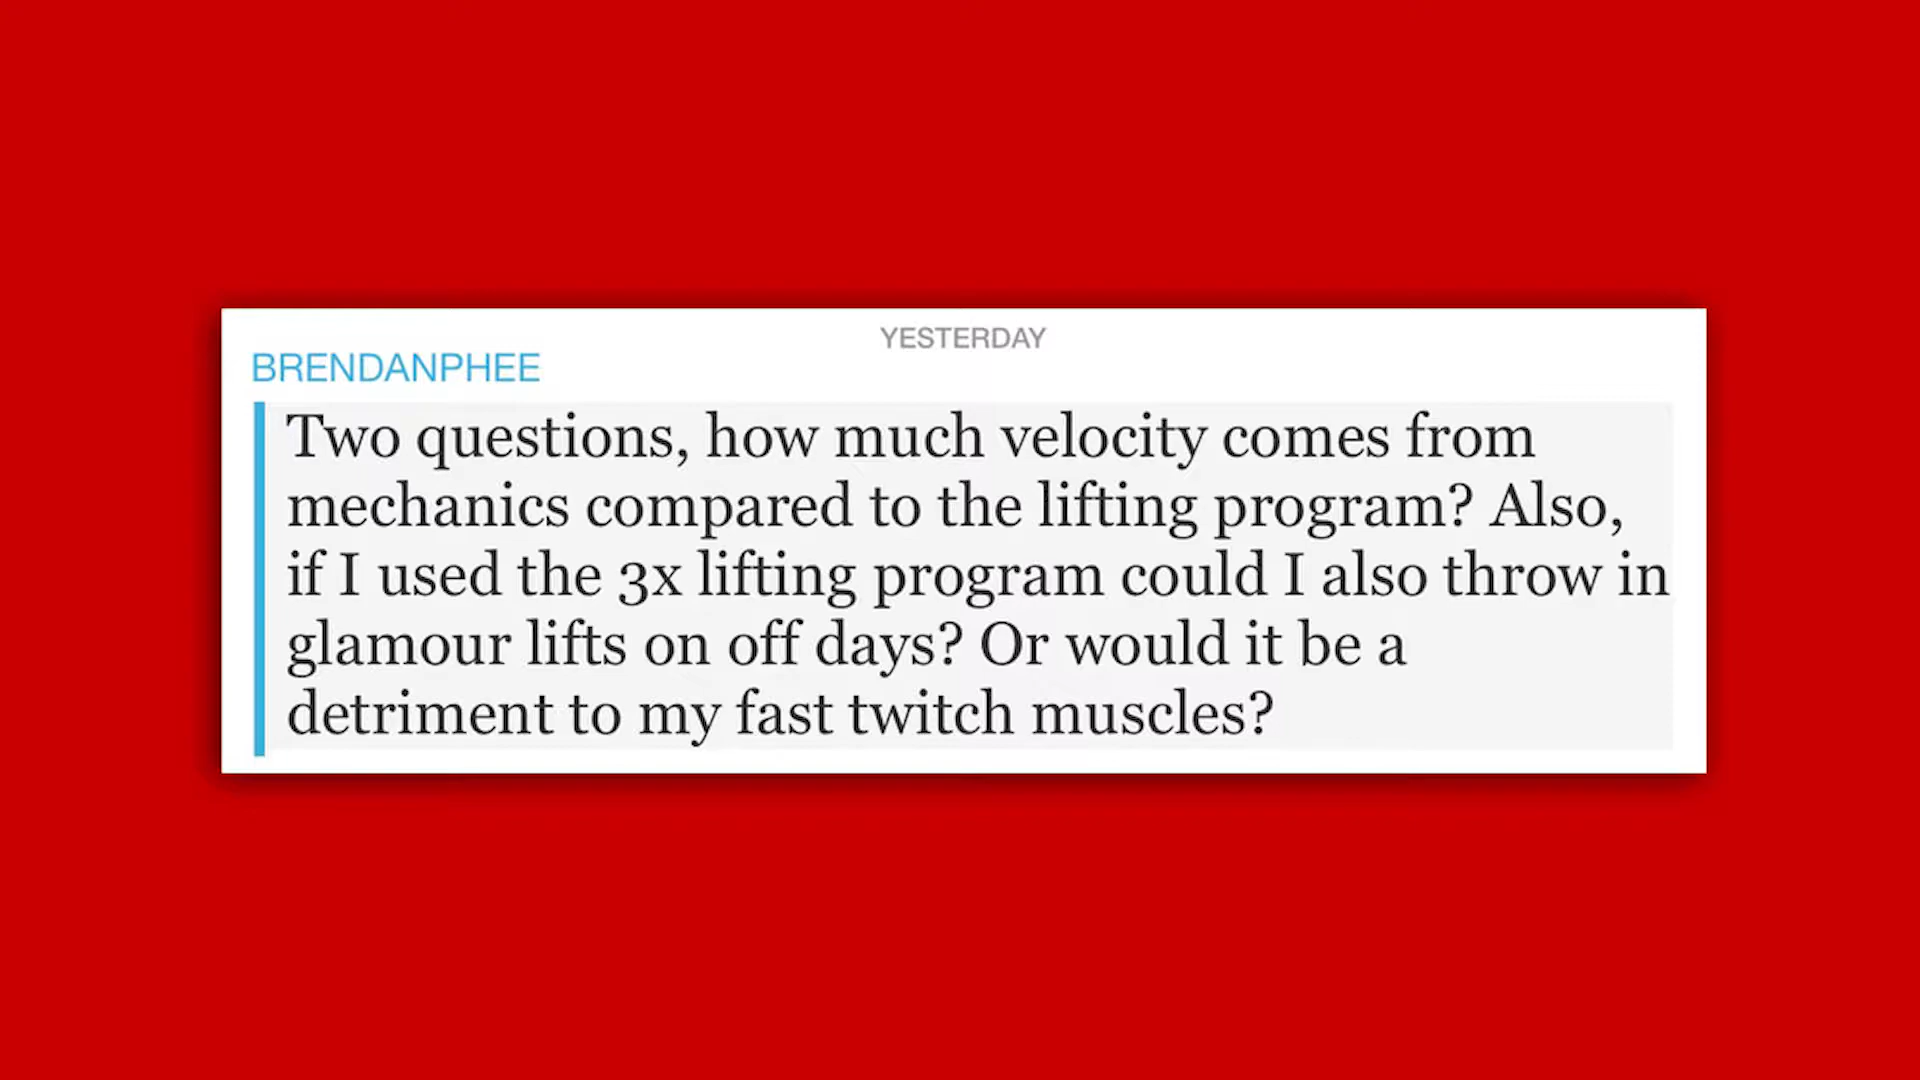 YESTERDAY
BRENDANPHEE
Two questions, how much velocity comes from
mechanics compared to the lifting program? Also,
if I used the 3x lifting program could I also throw in
glamour lifts on off days? Or would it be a
detriment to my fast twitch muscles?